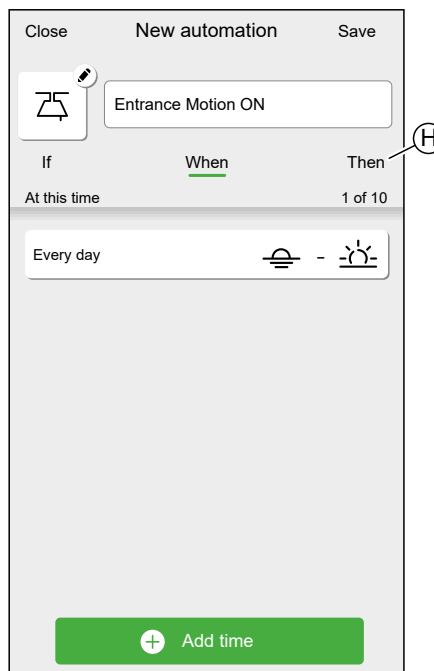 Close New automation Save
Entrance Motion ON
If When Then
H
At this time 1 of 10
Every day -
Add time